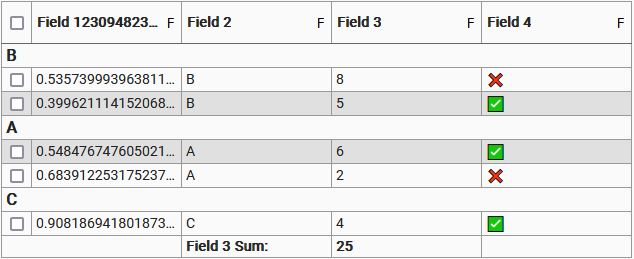 Field 123094823... F Field 2 F Field 3 F Field 4 F
B
0.535739993963811... B 8
0.399621114152068... B 5
A
0.548476747605021... A 6
0.683912253175237... A 2
C
0.908186941801873... C 4
Field 3 Sum: 25